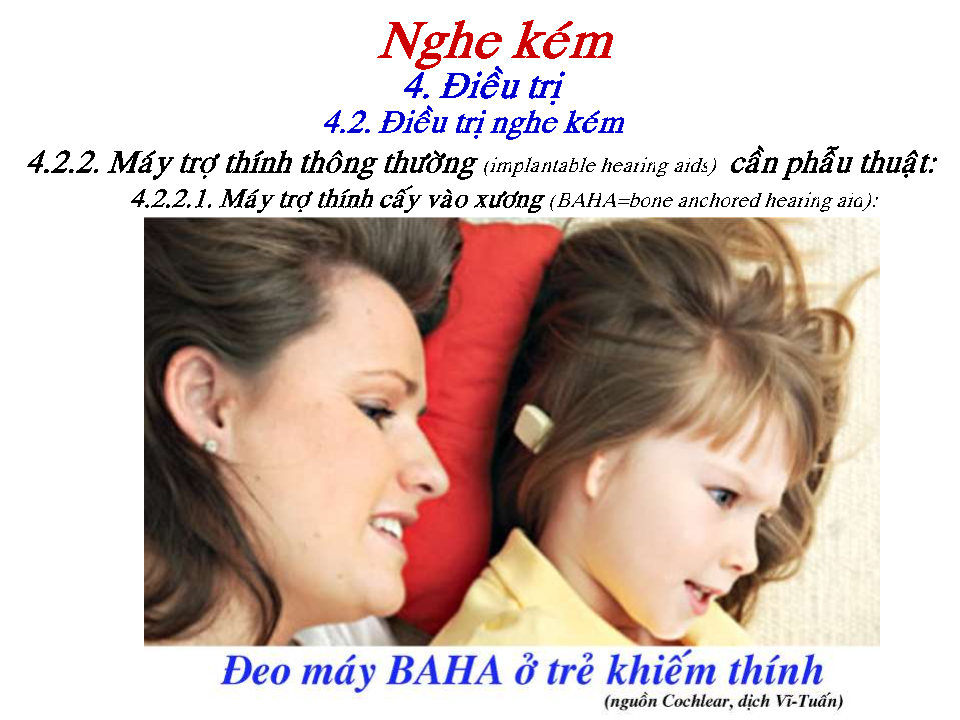 Nghe kém
4. Điều trị
4.2. Điều trị nghe kém
4.2.2. Máy trợ thính thông thường (implantable hearing aids) cần phẫu thuật:
4.2.2.1. Máy trợ thính cấy vào xương (BAHA=bone anchored hearing aid):
Đeo máy BAHA ở trẻ khiếm thính
(nguồn Cochlear, dịch Vĩ-Tuấn)